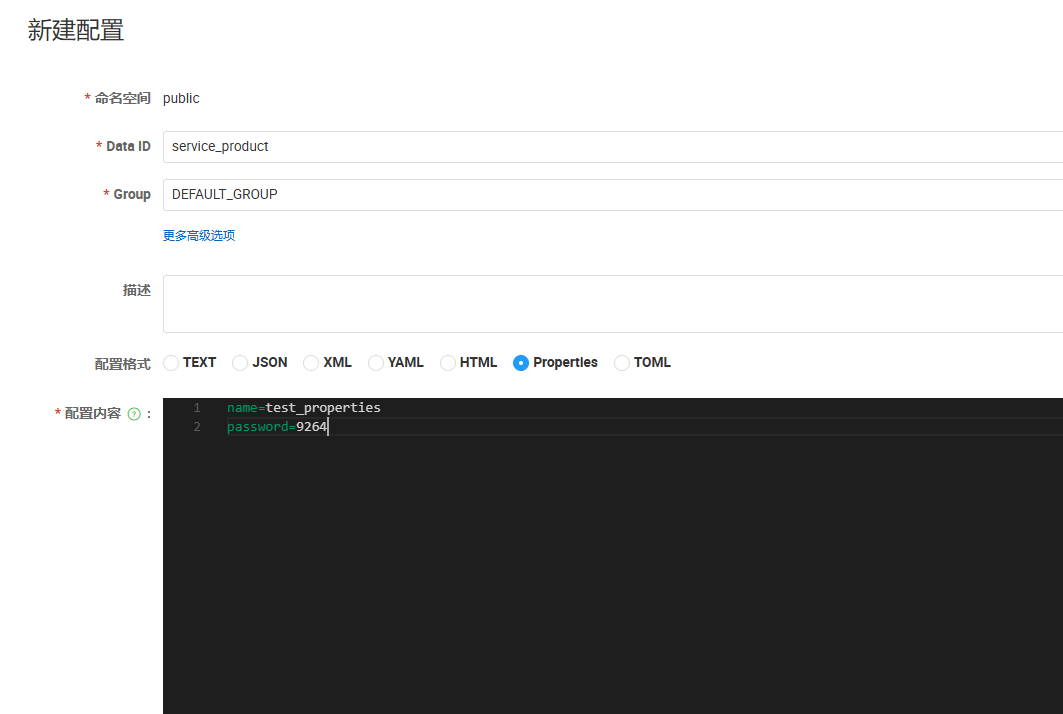 新建配置
* 命名空间 public
* Data ID service_product
* Group DEFAULT_GROUP
更多高级选项
描述
配置格式 TEXT JSON XML YAML HTML Properties TOML
* 配置内容 ? : 1 name=test_properties
2 password=9264